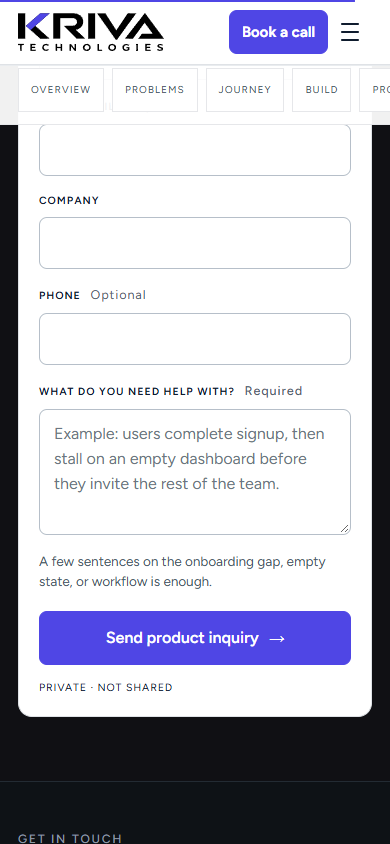 KRIVA
TECHNOLOGIES
Book a call
OVERVIEW
PROBLEMS
JOURNEY
BUILD
COMPANY
PHONE Optional
WHAT DO YOU NEED HELP WITH? Required
Example: users complete signup, then
stall on an empty dashboard before
they invite the rest of the team.
A few sentences on the onboarding gap, empty
state, or workflow is enough.
Send product inquiry →
PRIVATE · NOT SHARED
GET IN TOUCH